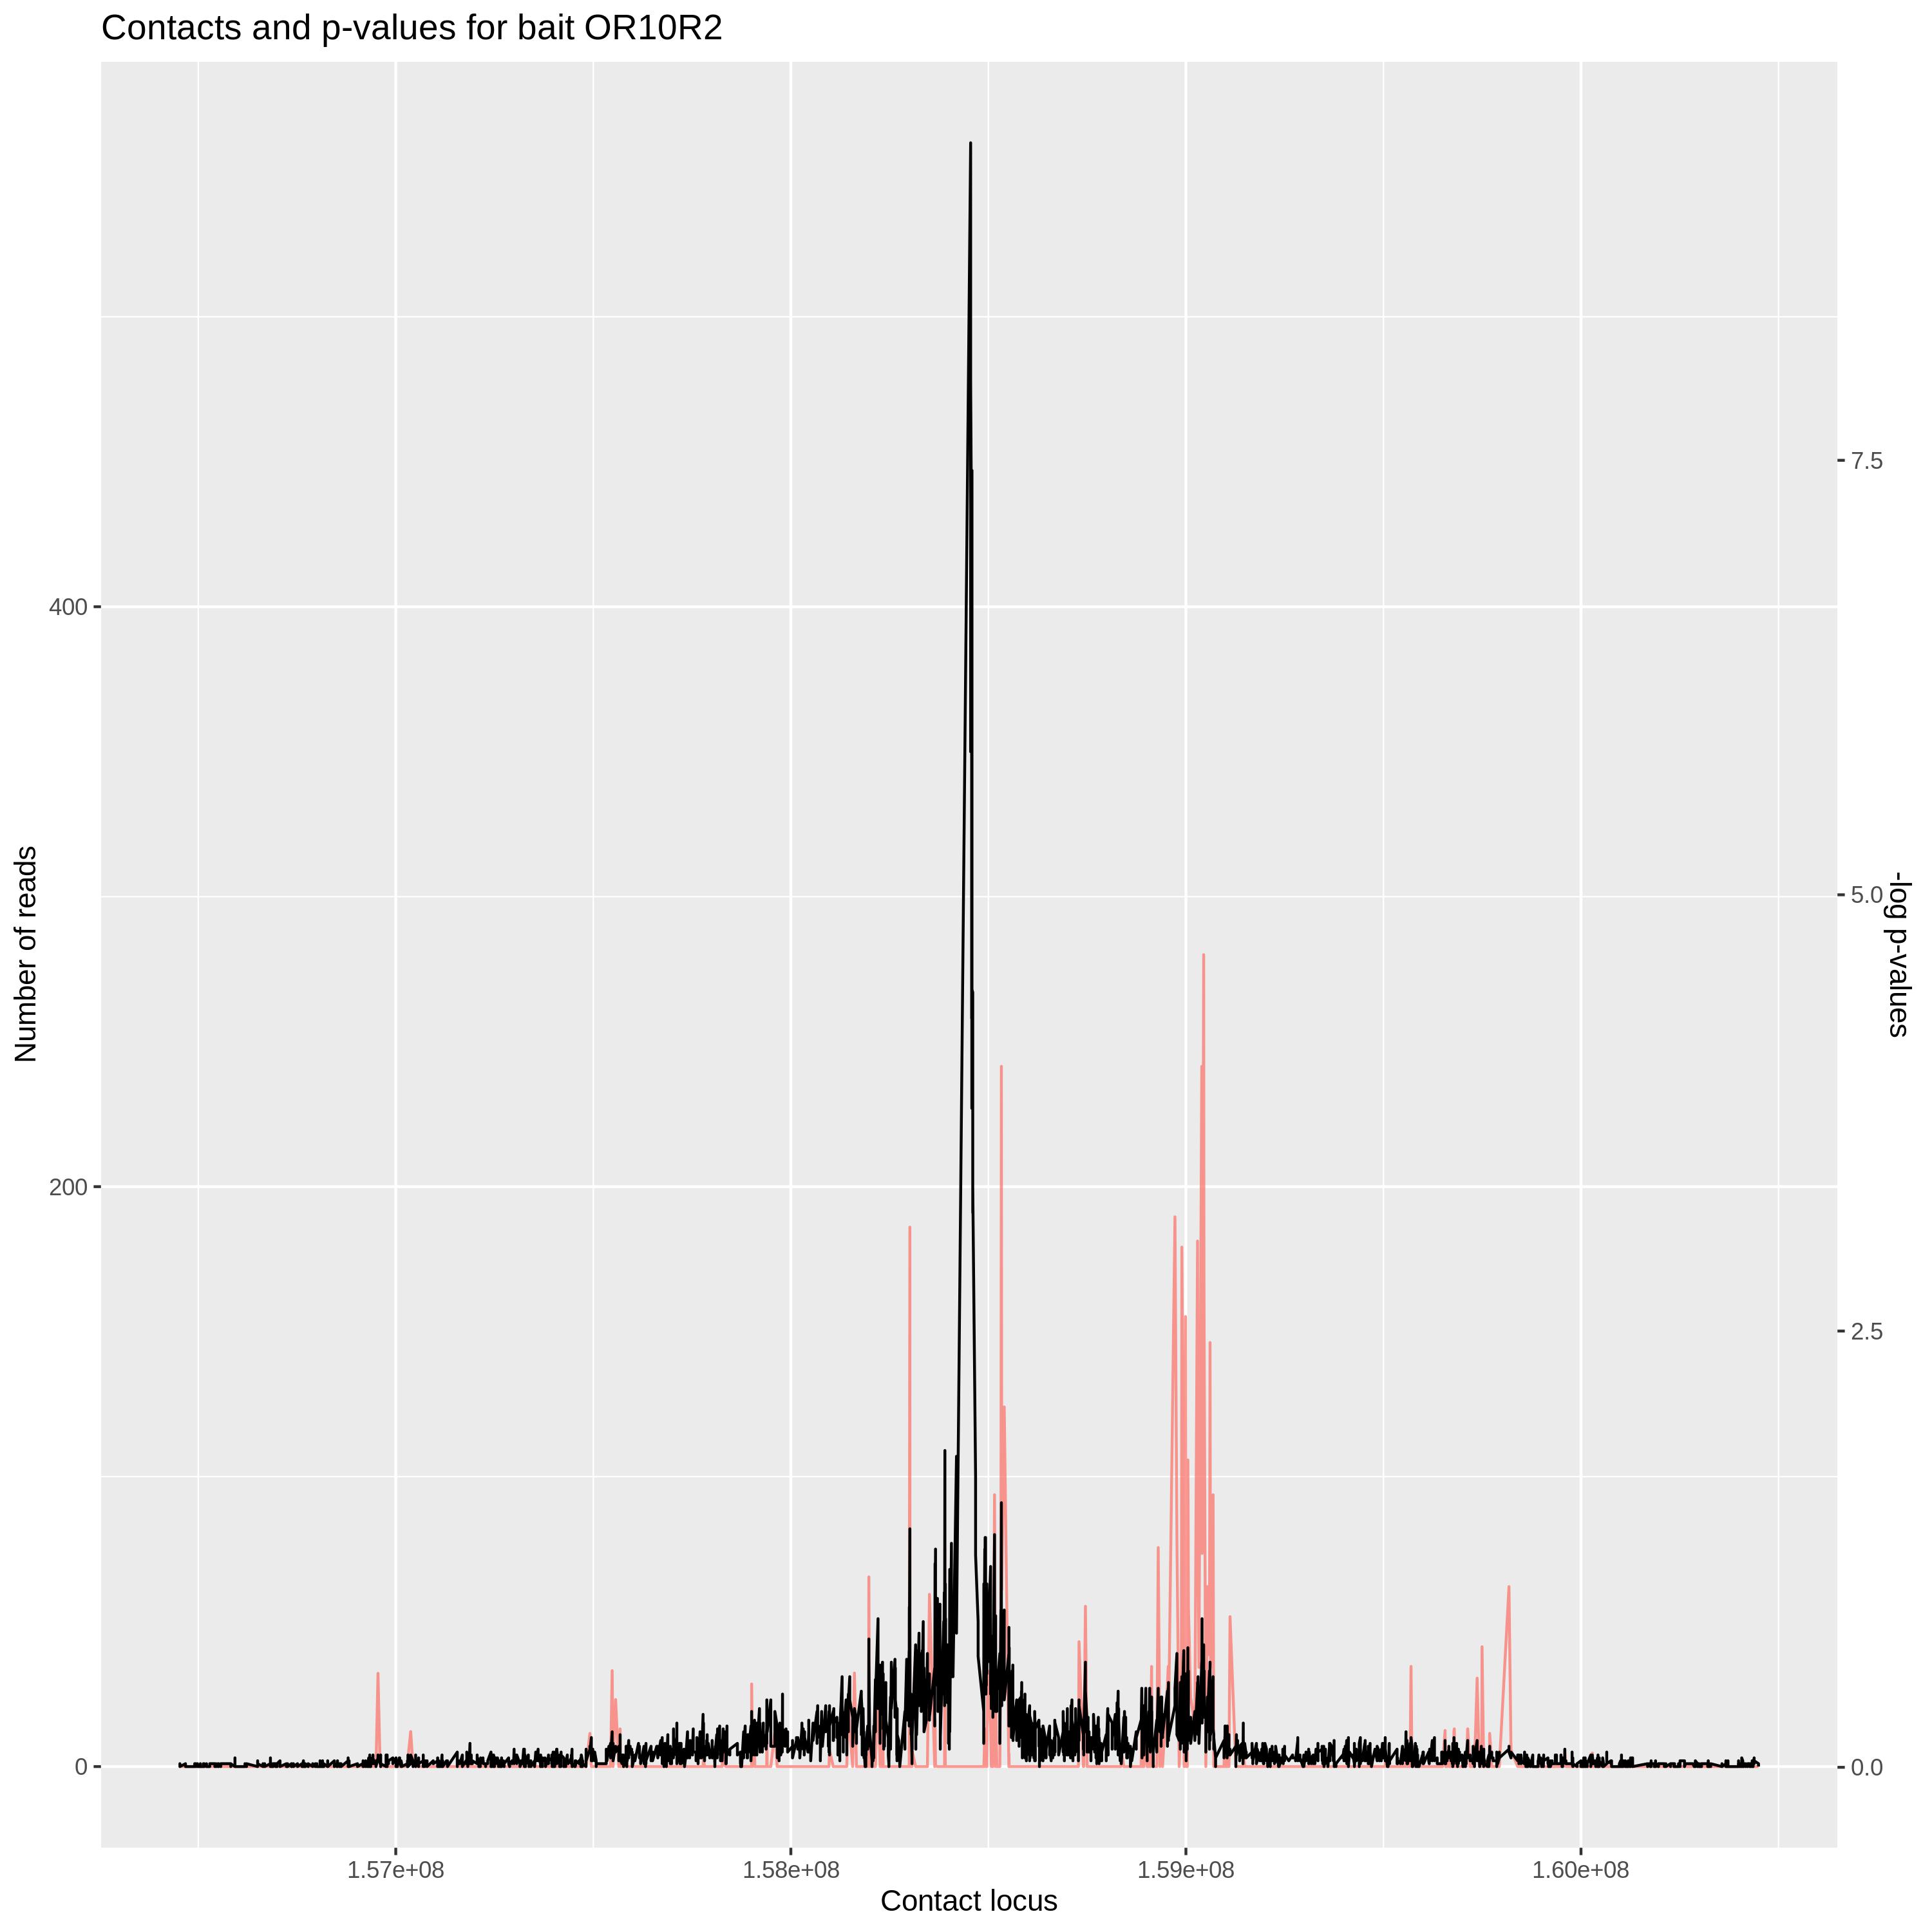 Contacts and p-values for bait OR10R2
Number of reads
400
200
0
7.5
5.0
2.5
0.0
-log p-values
1.57e+08
1.58e+08
1.59e+08
1.60e+08
Contact locus